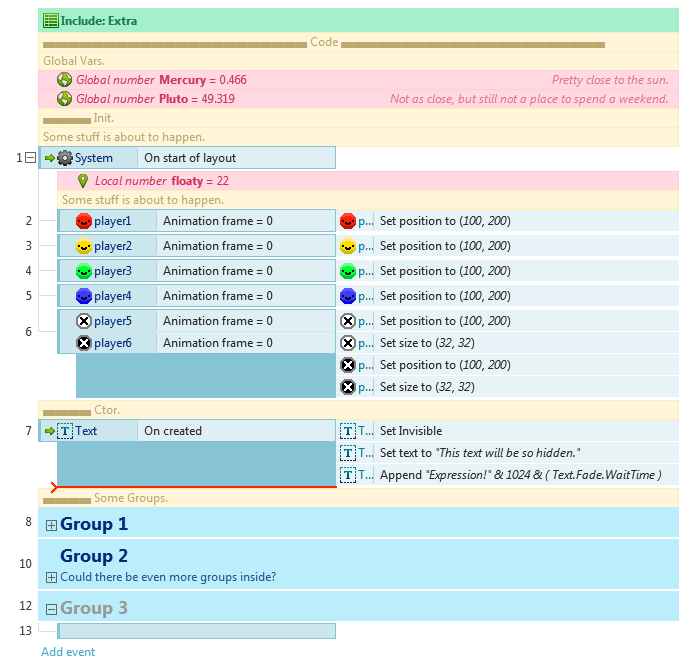 Include: Extra
Code
Global Vars.
Global number Mercury = 0.466 Pretty close to the sun.
Global number Pluto = 49.319 Not as close, but still not a place to spend a weekend.
Init.
Some stuff is about to happen.
1 System On start of layout
Local number floaty = 22
Some stuff is about to happen.
2 player1 Animation frame = 0 p... Set position to (100, 200)
3 player2 Animation frame = 0 p... Set position to (100, 200)
4 player3 Animation frame = 0 p... Set position to (100, 200)
5 player4 Animation frame = 0 p... Set position to (100, 200)
6 player5 Animation frame = 0 p... Set position to (100, 200)
player6 Animation frame = 0 p... Set size to (32, 32)
p... Set position to (100, 200)
p... Set size to (32, 32)
Ctor.
7 T Text On created T T... Set Invisible
T T... Set text to "This text will be so hidden."
T T... Append "Expression!" & 1024 & ( Text.Fade.WaitTime )
Some Groups.
8 Group 1
10 Group 2
Could there be even more groups inside?
12 Group 3
13
Add event